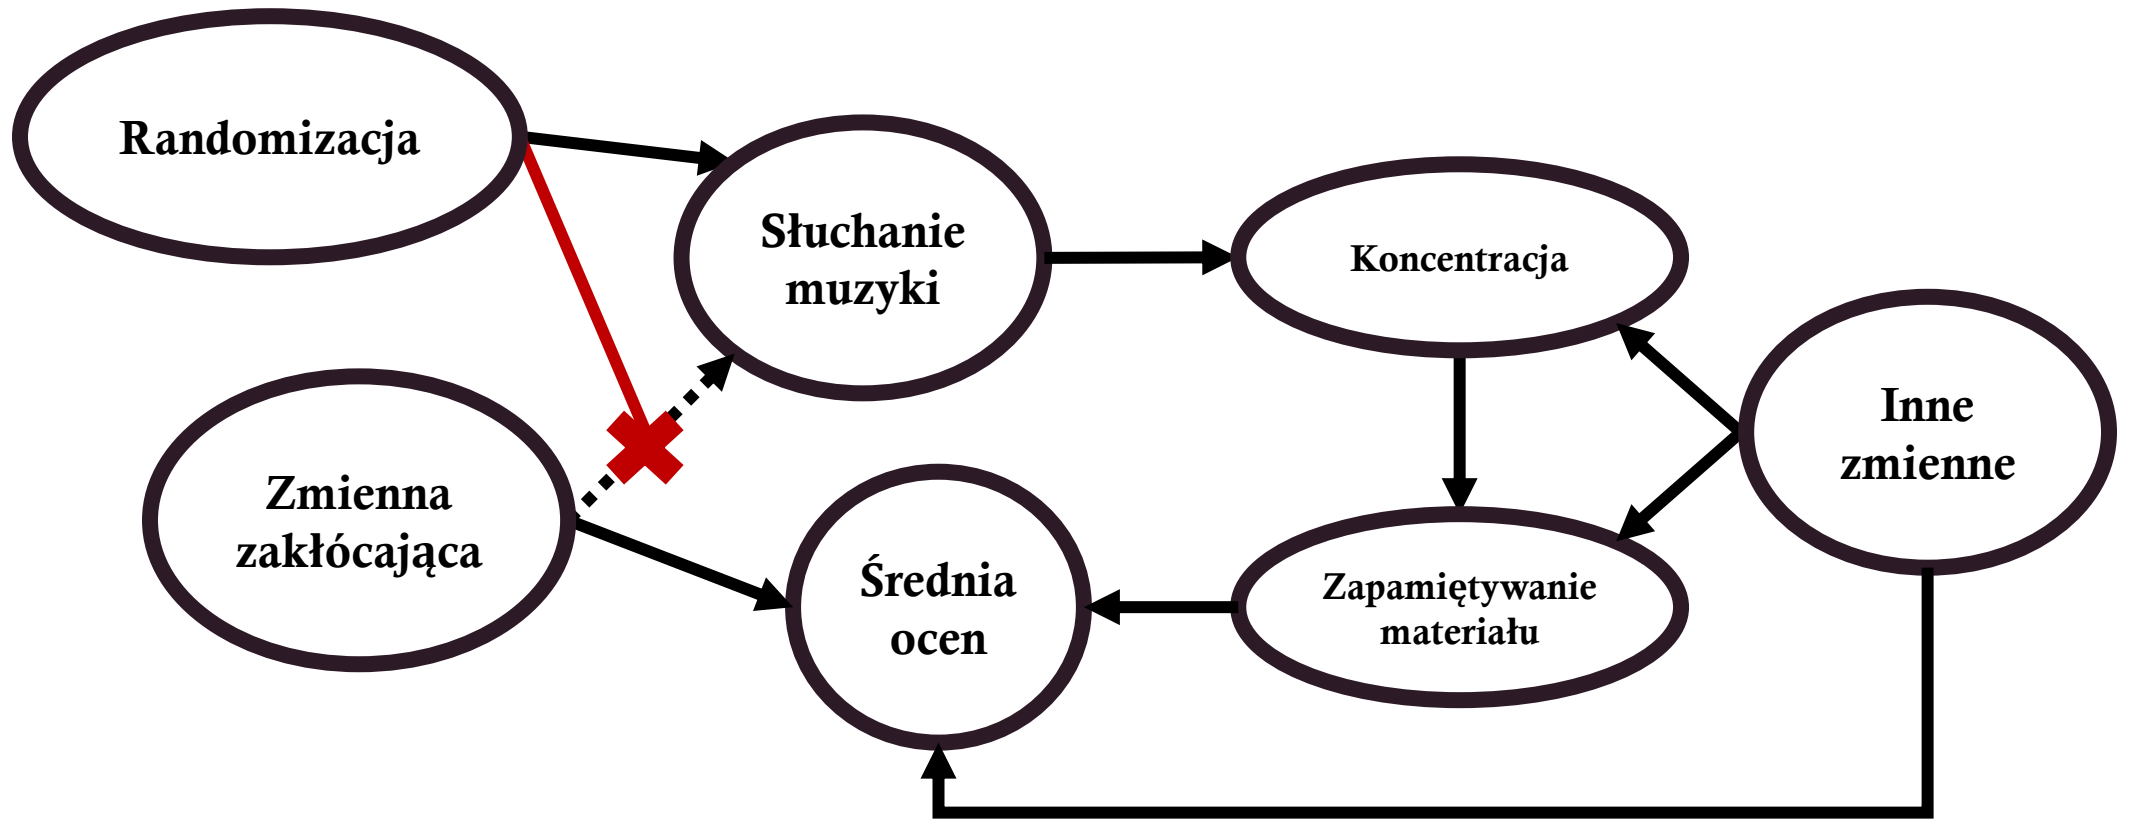 Randomizacja
Słuchanie
muzyki
Koncentracja
Inne
zmienne
Zmienna
zakłócająca
Średnia
ocen
Zapamiętywanie
materiału